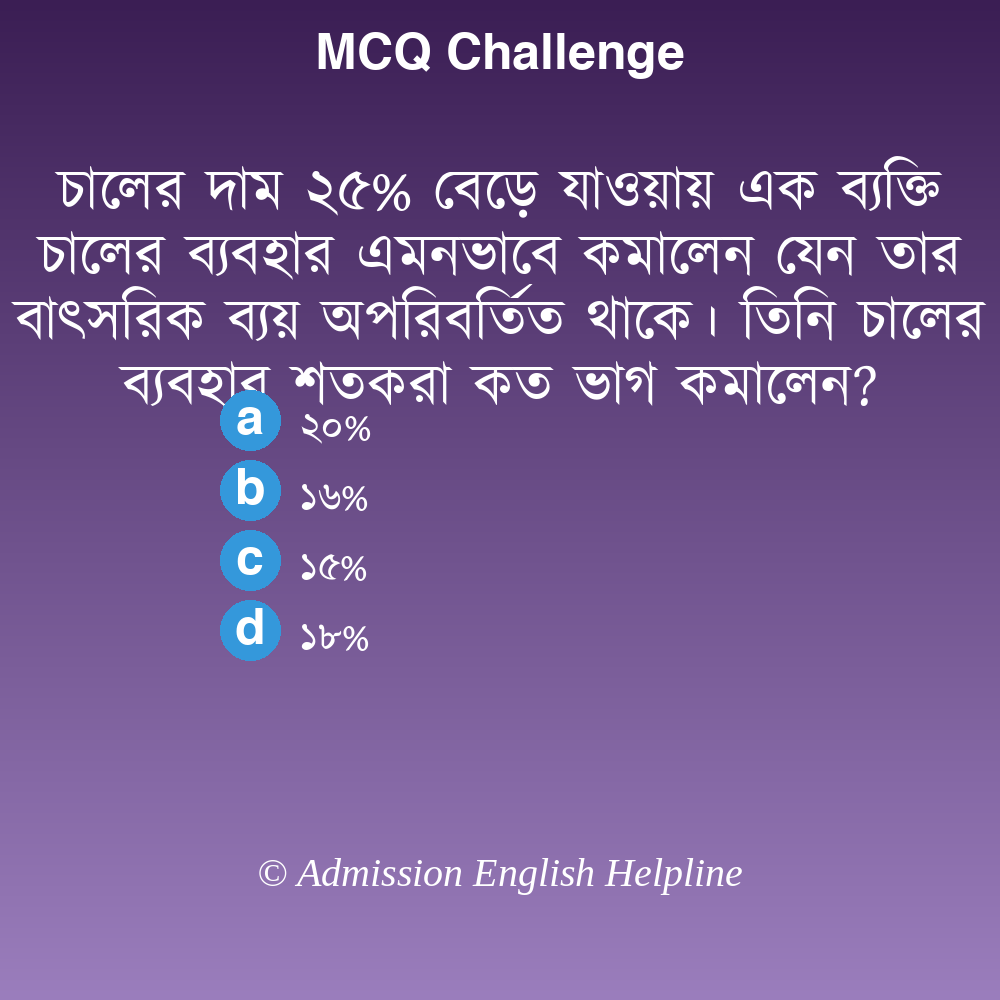 MCQ Challenge
চালের দাম ২৫% বেড়ে যাওয়ায় এক ব্যক্তি
চালের ব্যবহার এমনভাবে কমালেন যেন তার
বাৎসরিক ব্যয় অপরিবর্তিত থাকে। তিনি চালের
ব্যবহার শতকরা কত ভাগ কমালেন?
a ২০%
b ১৬%
c ১৫%
d ১৮%
© Admission English Helpline